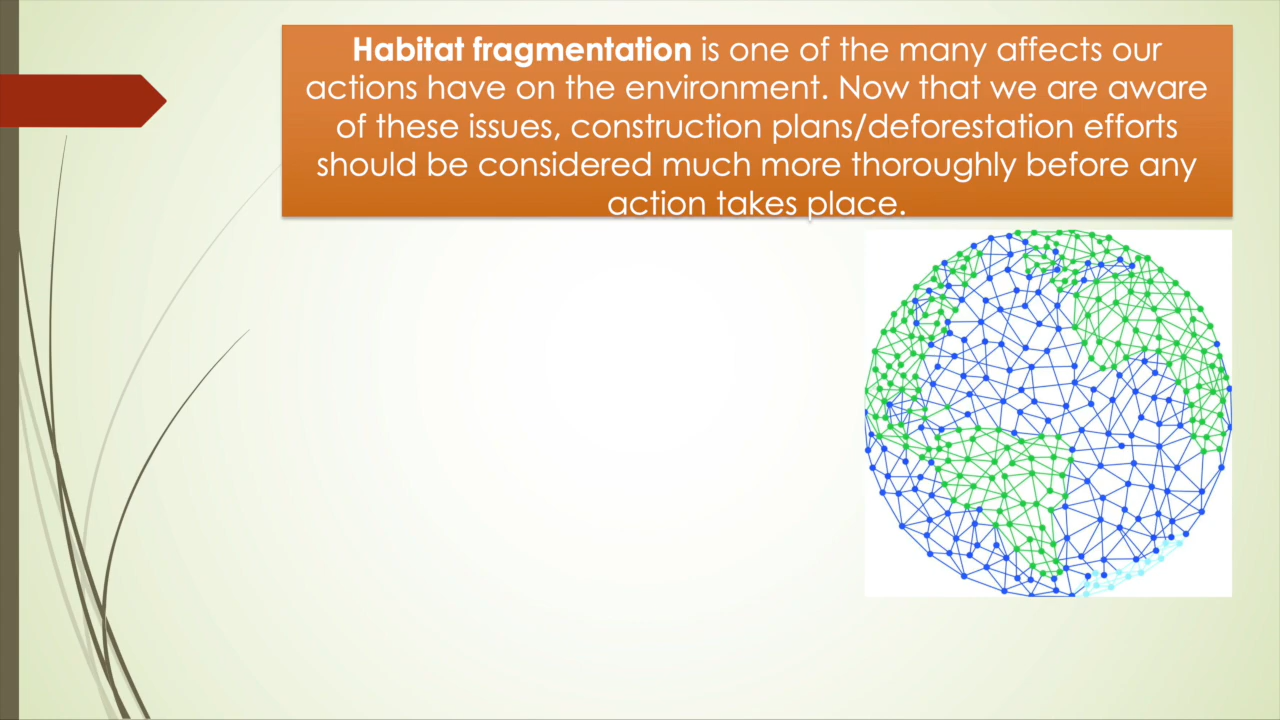 Habitat fragmentation is one of the many affects our
actions have on the environment. Now that we are aware
of these issues, construction plans/deforestation efforts
should be considered much more thoroughly before any
action takes place.